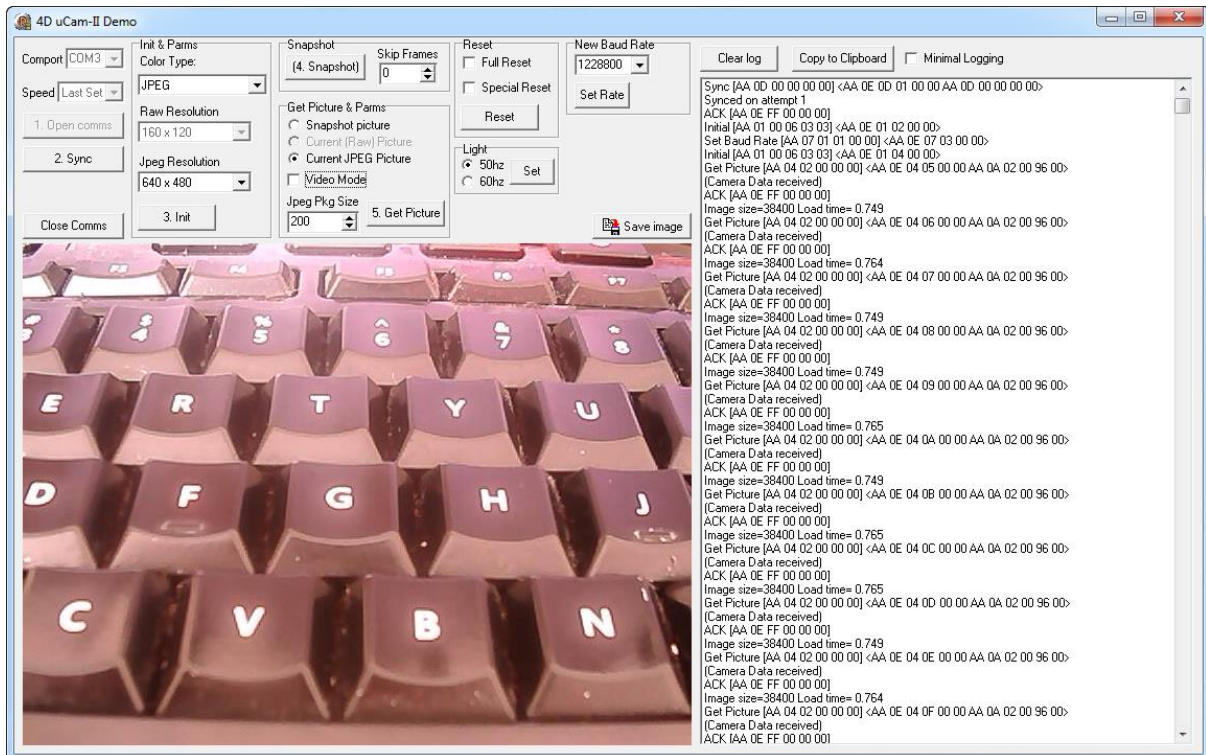 4D uCam-II Demo
Comport COM3
Speed Last Set
1. Open comms
2. Sync
Close Comms
Init & Parms
Color Type:
JPEG
Raw Resolution
160 x 120
Jpeg Resolution
640 x 480
3. Init
Snapshot
(4. Snapshot)
Skip Frames
0
Get Picture & Parms
Snapshot picture
Current (Raw) Picture
Current JPEG Picture
Video Mode
Jpeg Pkg Size
200
5. Get Picture
Reset
Full Reset
Special Reset
Reset
Light
50hz
60hz
Set
New Baud Rate
1228800
Set Rate
Save image
Clear log
Copy to Clipboard
Minimal Logging
Sync [AA 0D 00 00 00 00] <AA 0E 0D 01 00 00 AA 0D 00 00 00 00>
Synced on attempt 1
ACK [AA 0E FF 00 00 00]
Initial [AA 01 00 06 03 03] <AA 0E 01 02 00 00>
Set Baud Rate [AA 07 01 01 00 00] <AA 0E 07 03 00 00>
Initial [AA 01 00 06 03 03] <AA 0E 01 04 00 00>
Get Picture [AA 04 02 00 00 00] <AA 0E 04 05 00 00 AA 0A 02 00 96 00>
(Camera Data received)
ACK [AA 0E FF 00 00 00]
Image size=38400 Load time= 0.749
Get Picture [AA 04 02 00 00 00] <AA 0E 04 06 00 00 AA 0A 02 00 96 00>
(Camera Data received)
ACK [AA 0E FF 00 00 00]
Image size=38400 Load time= 0.764
Get Picture [AA 04 02 00 00 00] <AA 0E 04 07 00 00 AA 0A 02 00 96 00>
(Camera Data received)
ACK [AA 0E FF 00 00 00]
Image size=38400 Load time= 0.749
Get Picture [AA 04 02 00 00 00] <AA 0E 04 08 00 00 AA 0A 02 00 96 00>
(Camera Data received)
ACK [AA 0E FF 00 00 00]
Image size=38400 Load time= 0.749
Get Picture [AA 04 02 00 00 00] <AA 0E 04 09 00 00 AA 0A 02 00 96 00>
(Camera Data received)
ACK [AA 0E FF 00 00 00]
Image size=38400 Load time= 0.765
Get Picture [AA 04 02 00 00 00] <AA 0E 04 0A 00 00 AA 0A 02 00 96 00>
(Camera Data received)
ACK [AA 0E FF 00 00 00]
Image size=38400 Load time= 0.749
Get Picture [AA 04 02 00 00 00] <AA 0E 04 0B 00 00 AA 0A 02 00 96 00>
(Camera Data received)
ACK [AA 0E FF 00 00 00]
Image size=38400 Load time= 0.765
Get Picture [AA 04 02 00 00 00] <AA 0E 04 0C 00 00 AA 0A 02 00 96 00>
(Camera Data received)
ACK [AA 0E FF 00 00 00]
Image size=38400 Load time= 0.765
Get Picture [AA 04 02 00 00 00] <AA 0E 04 0D 00 00 AA 0A 02 00 96 00>
(Camera Data received)
ACK [AA 0E FF 00 00 00]
Image size=38400 Load time= 0.749
Get Picture [AA 04 02 00 00 00] <AA 0E 04 0E 00 00 AA 0A 02 00 96 00>
(Camera Data received)
ACK [AA 0E FF 00 00 00]
Image size=38400 Load time= 0.764
Get Picture [AA 04 02 00 00 00] <AA 0E 04 0F 00 00 AA 0A 02 00 96 00>
(Camera Data received)
ACK [AA 0E FF 00 00 00]
F3 F4 F5 F6 F7
$ % ^ & *
4 5 6 7 8
E R T Y U
D F G H J
C V B N